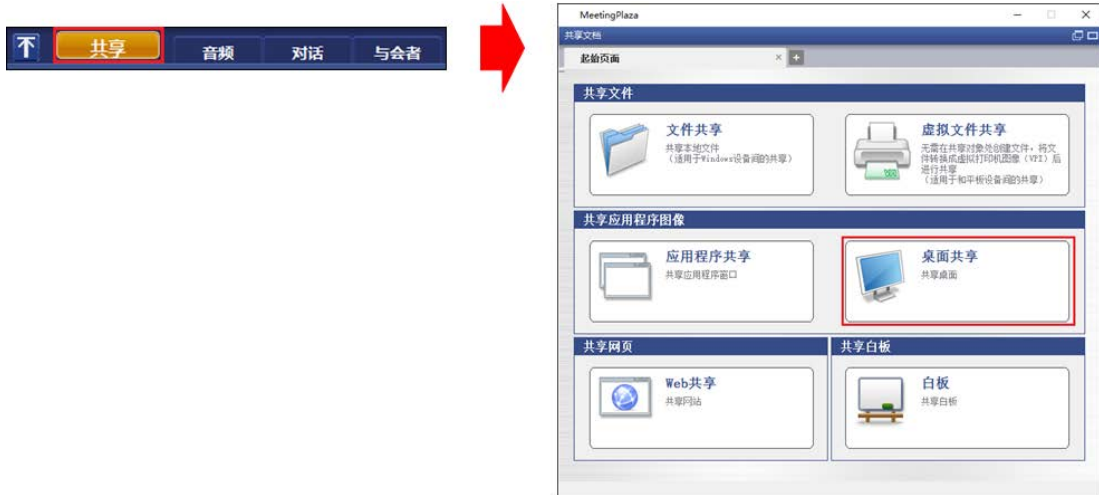 共享
音频
对话
与会者
MeetingPlaza
共享文档
起始页面
共享文件
文件共享
共享本地文件
(适用于Windows设备间的共享)
虚拟文件共享
无需在共享对象处创建文件,将文
件转换成虚拟打印机图像(VPI)后
进行共享
(适用于和平板设备间的共享)
共享应用程序图像
应用程序共享
共享应用程序窗口
桌面共享
共享桌面
共享网页
Web共享
共享网站
共享白板
白板
共享白板